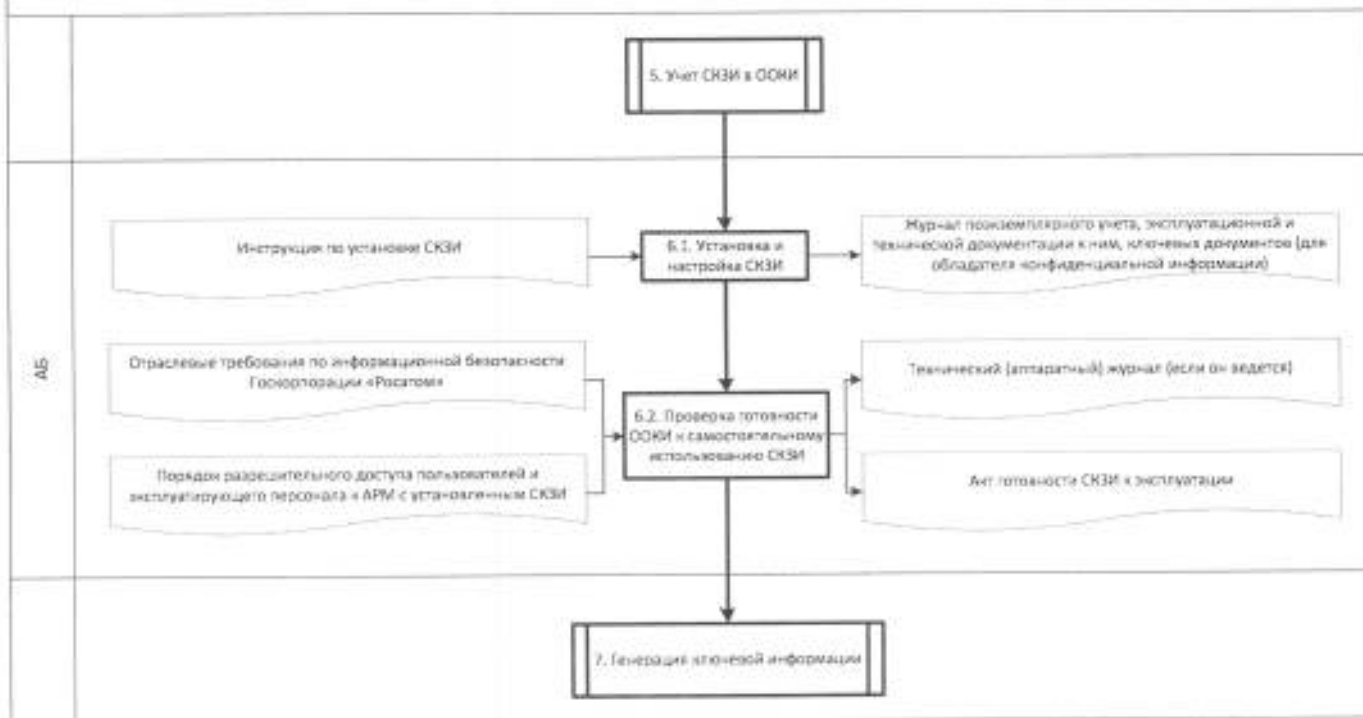 5. Учет СКЗИ в ООКИ
Инструкция по установке СКЗИ
6.1. Установка и
настройка СКЗИ
Журнал поэкземплярного учета, эксплуатационной и
технической документации к ним, ключевых документов (для
обладателя конфиденциальной информации)
АБ
Отраслевые требования по информационной безопасности
Госкорпорации «Росатом»
Порядок разрешительного доступа пользователей и
эксплуатирующего персонала к АРМ с установленным СКЗИ
6.2. Проверка готовности
ООКИ к самостоятельному
использованию СКЗИ
Технический (аппаратный) журнал (если он ведется)
Акт готовности СКЗИ к эксплуатации
7. Генерация ключевой информации